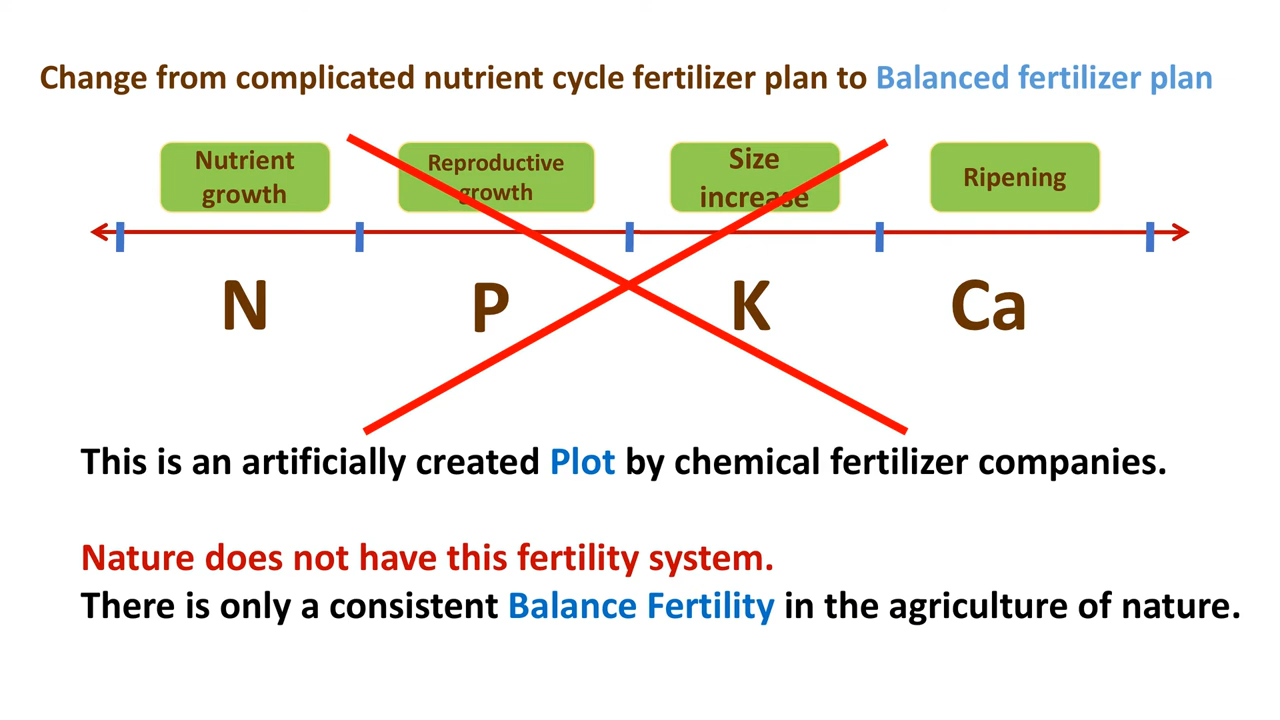 Change from complicated nutrient cycle fertilizer plan to Balanced fertilizer plan
Nutrient
growth
Reproductive
growth
Size
increase
Ripening
N
P
K
Ca
This is an artificially created Plot by chemical fertilizer companies.
Nature does not have this fertility system.
There is only a consistent Balance Fertility in the agriculture of nature.